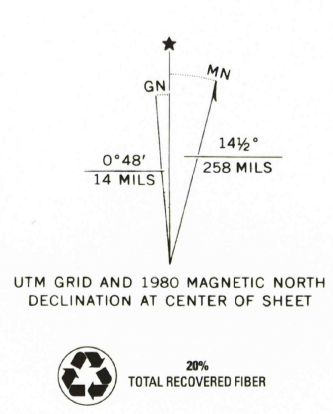 ★
GN
MN
0°48'
14 MILS
14½°
258 MILS
UTM GRID AND 1980 MAGNETIC NORTH
DECLINATION AT CENTER OF SHEET
20%
TOTAL RECOVERED FIBER